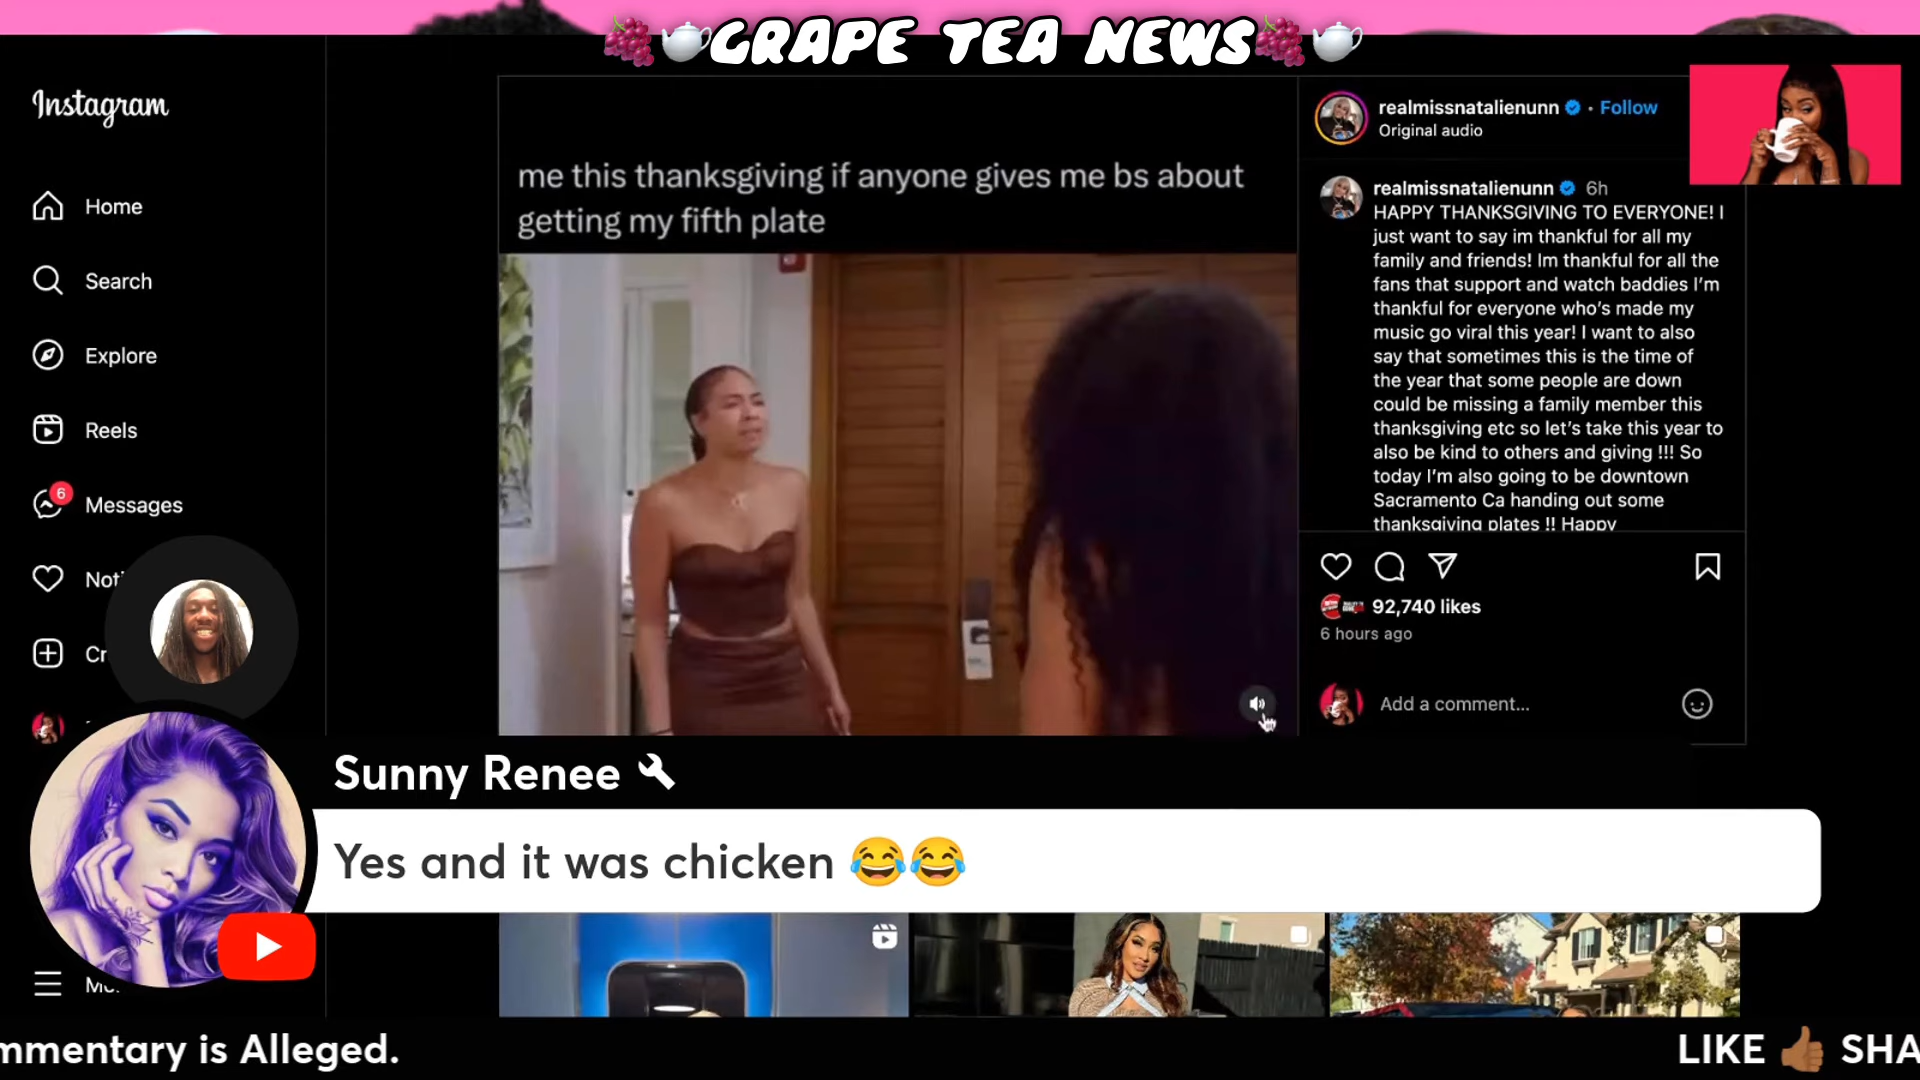 🍇🫖GRAPE TEA NEWS🍇🫖
Instagram
Home
Search
Explore
Reels
6
Messages
Noti
Cr
me this thanksgiving if anyone gives me bs about
getting my fifth plate
realmissnatalienunn • Follow
Original audio
realmissnatalienunn 6h
HAPPY THANKSGIVING TO EVERYONE! I
just want to say im thankful for all my
family and friends! Im thankful for all the
fans that support and watch baddies I'm
thankful for everyone who's made my
music go viral this year! I want to also
say that sometimes this is the time of
the year that some people are down
could be missing a family member this
thanksgiving etc so let's take this year to
also be kind to others and giving !!! So
today I'm also going to be downtown
Sacramento Ca handing out some
thanksgiving plates !! Happy
92,740 likes
6 hours ago
Add a comment...
Sunny Renee
Yes and it was chicken 😂😂
mmentary is Alleged.
LIKE 👍🏾 SHA